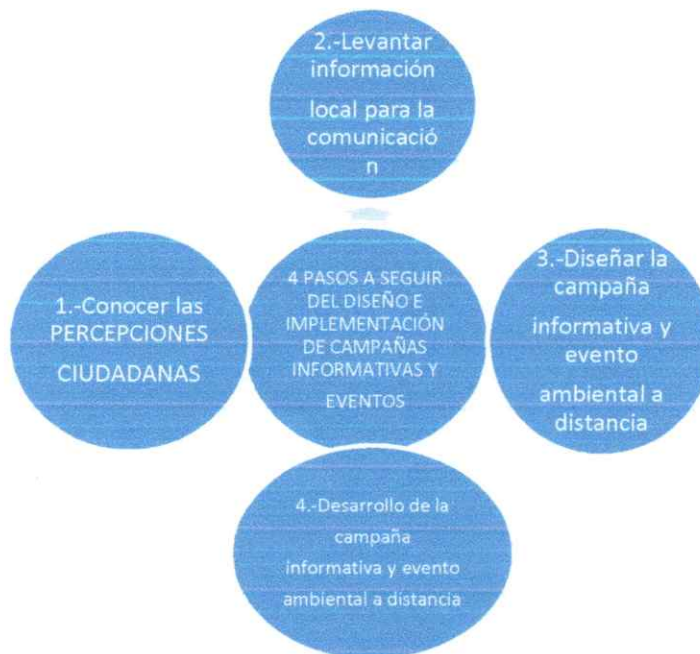 2.-Levantar
información
local para la
comunicació
n
1.-Conocer las
PERCEPCIONES
CIUDADANAS
4 PASOS A SEGUIR
DEL DISEÑO E
IMPLEMENTACIÓN
DE CAMPAÑAS
INFORMATIVAS Y
EVENTOS
3.-Diseñar la
campaña
informativa y
evento
ambiental a
distancia
4.-Desarrollo de la
campaña
informativa y evento
ambiental a distancia